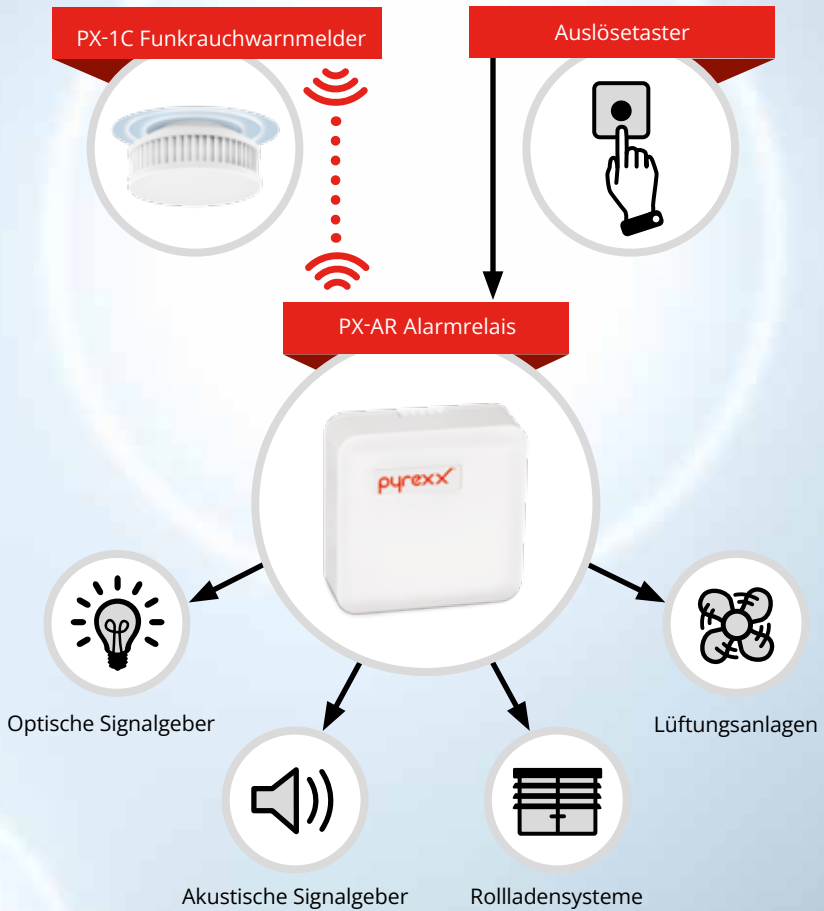 PX-1C Funkrauchwarnmelder
Auslösetaster
PX-AR Alarmrelais
pyrexx
Optische Signalgeber
Lüftungsanlagen
Akustische Signalgeber
Rollladensysteme